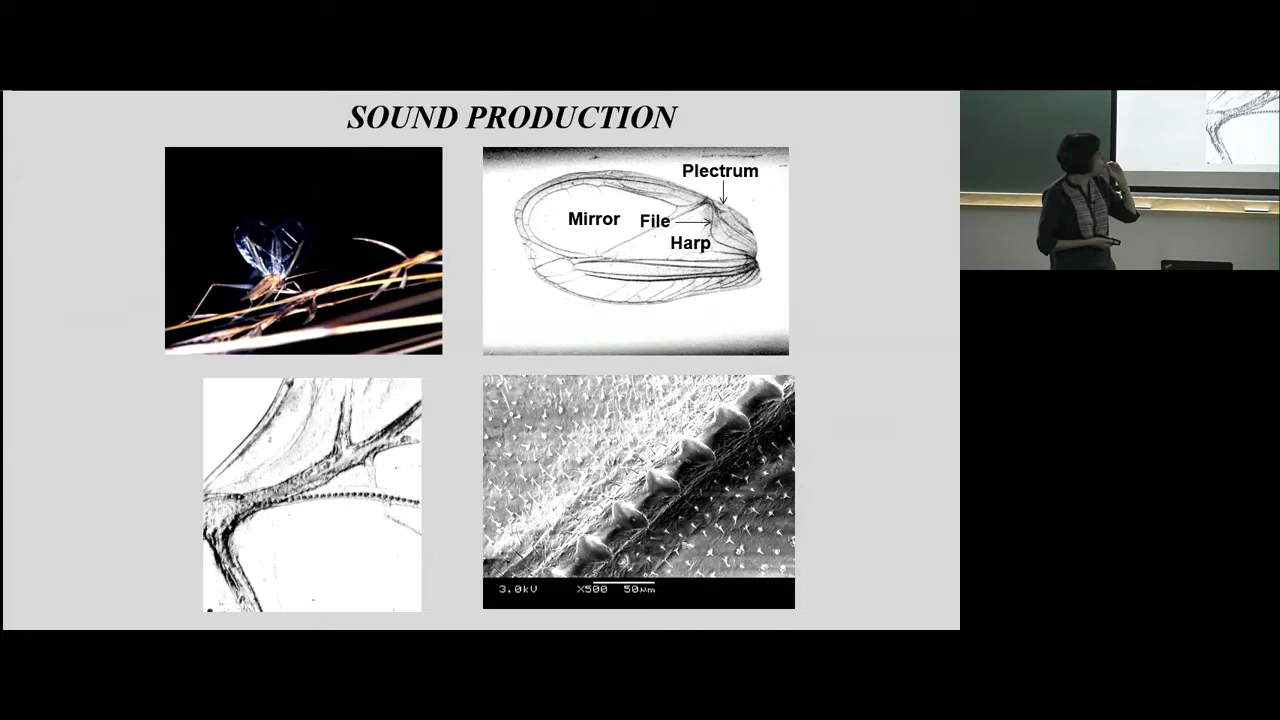 SOUND PRODUCTION
Plectrum
Mirror
File
Harp
3.0kV X500 50µm